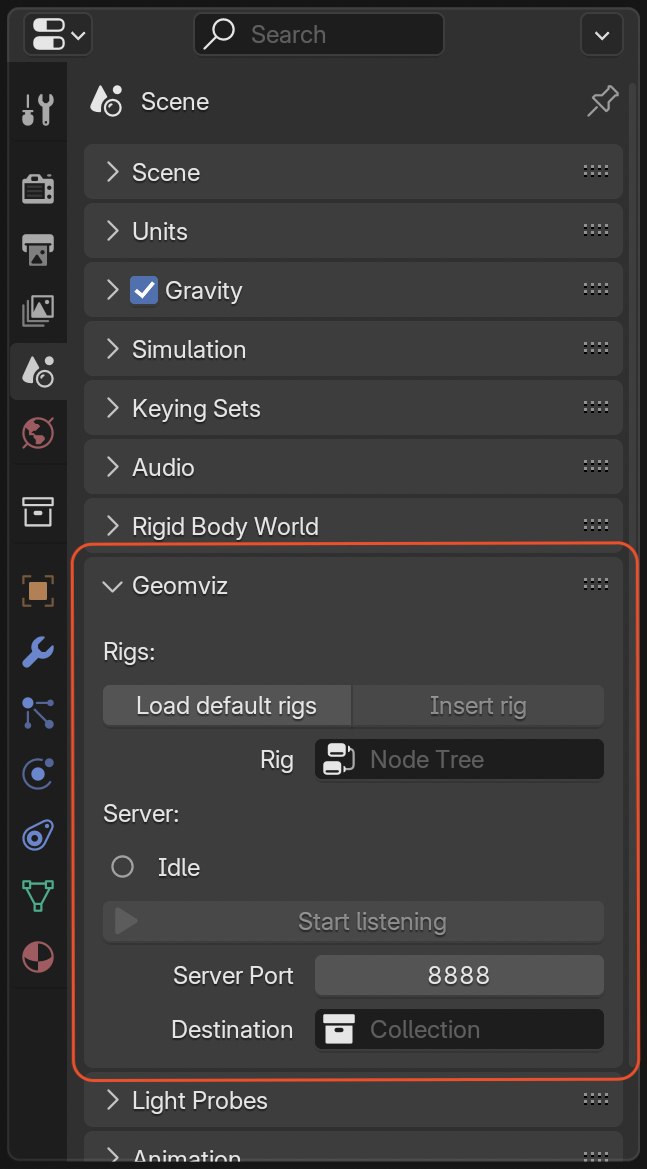 Search
Scene
Scene
Units
Gravity
Simulation
Keying Sets
Audio
Rigid Body World
Geomviz
Rigs:
Load default rigs Insert rig
Rig Node Tree
Server:
Idle
Start listening
Server Port 8888
Destination Collection
Light Probes
Animation